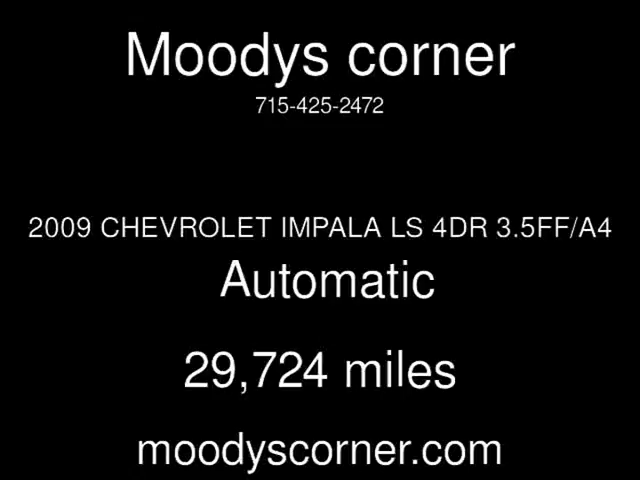 Moodys corner
715-425-2472
2009 CHEVROLET IMPALA LS 4DR 3.5FF/A4
Automatic
29,724 miles
moodyscorner.com